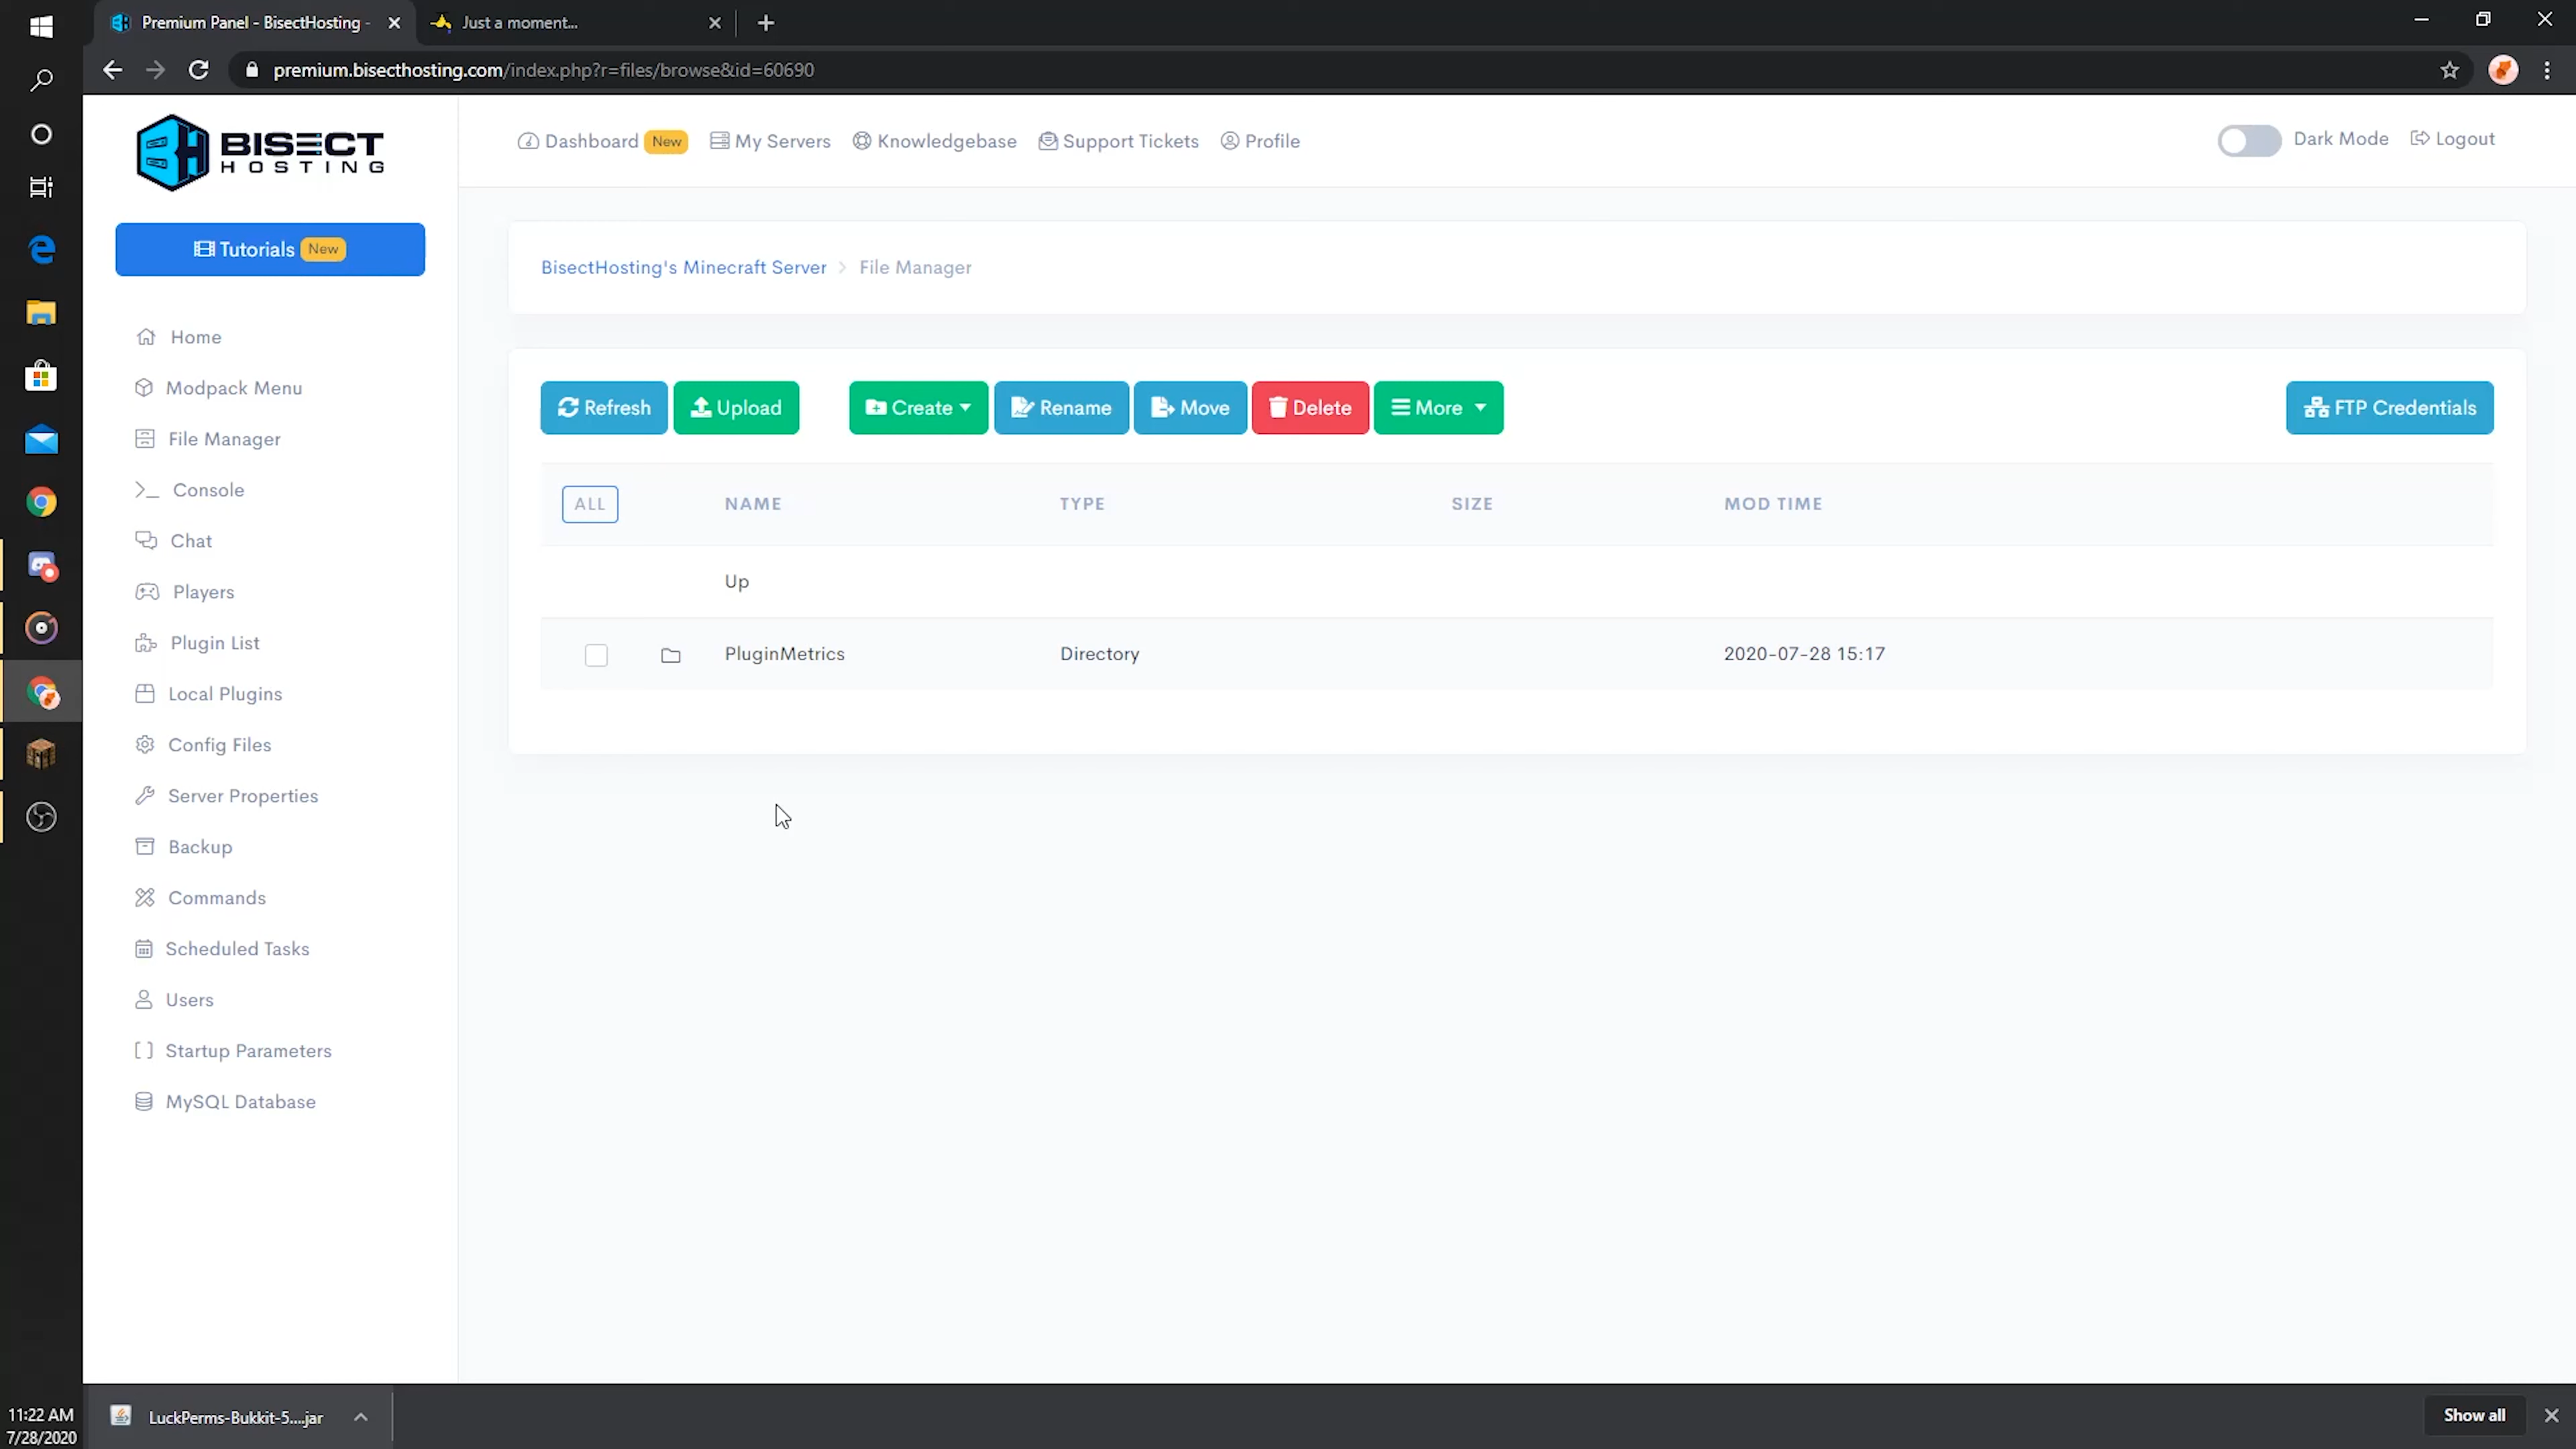 Premium Panel - BisectHosting -
Just a moment...
premium.bisecthosting.com/index.php?r=files/browse&id=60690
BISECT
HOSTING
Dashboard New My Servers Knowledgebase Support Tickets Profile
Dark Mode Logout
Tutorials New
BisectHosting's Minecraft Server > File Manager
Home
Modpack Menu
File Manager
Console
Chat
Players
Plugin List
Local Plugins
Config Files
Server Properties
Backup
Commands
Scheduled Tasks
Users
Startup Parameters
MySQL Database
Refresh Upload Create Rename Move Delete More FTP Credentials
ALL NAME TYPE SIZE MOD TIME
Up
PluginMetrics Directory 2020-07-28 15:17
11:22 AM
7/28/2020
LuckPerms-Bukkit-5....jar
Show all